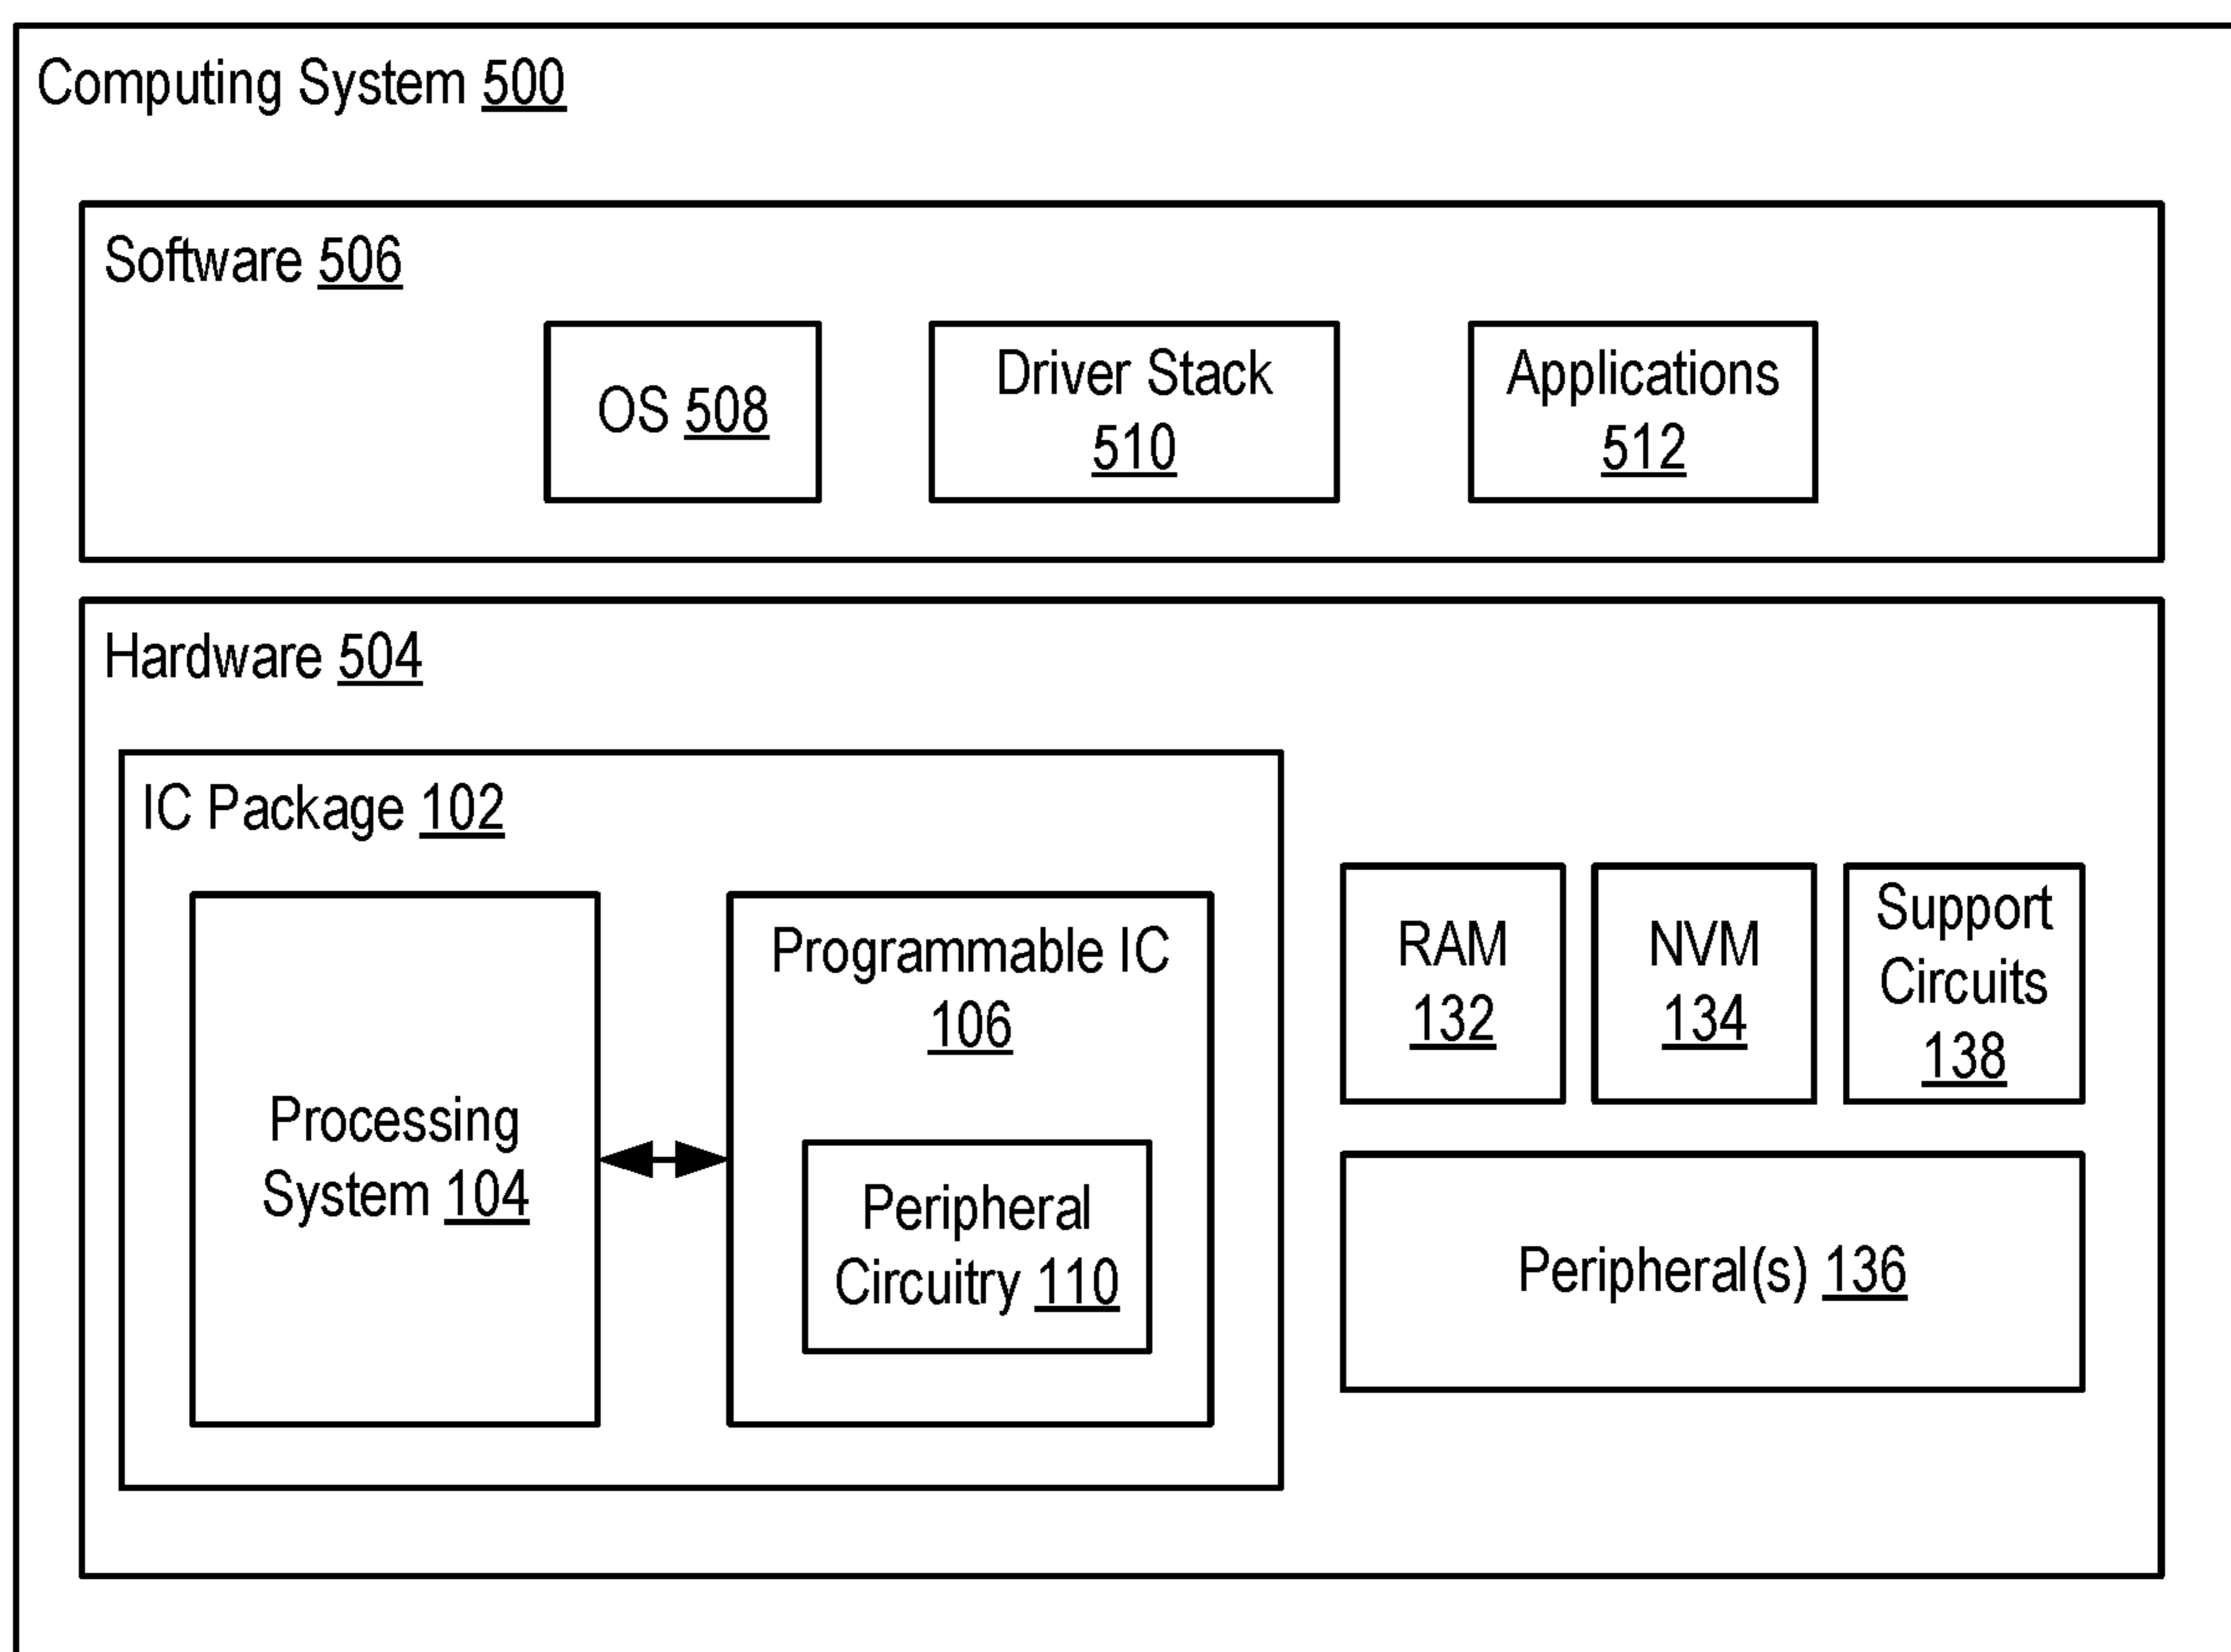 Computing System 500
Software 506
OS 508
Driver Stack
510
Applications
512
Hardware 504
IC Package 102
Processing
System 104
Programmable IC
106
Peripheral
Circuitry 110
RAM
132
NVM
134
Support
Circuits
138
Peripheral(s) 136